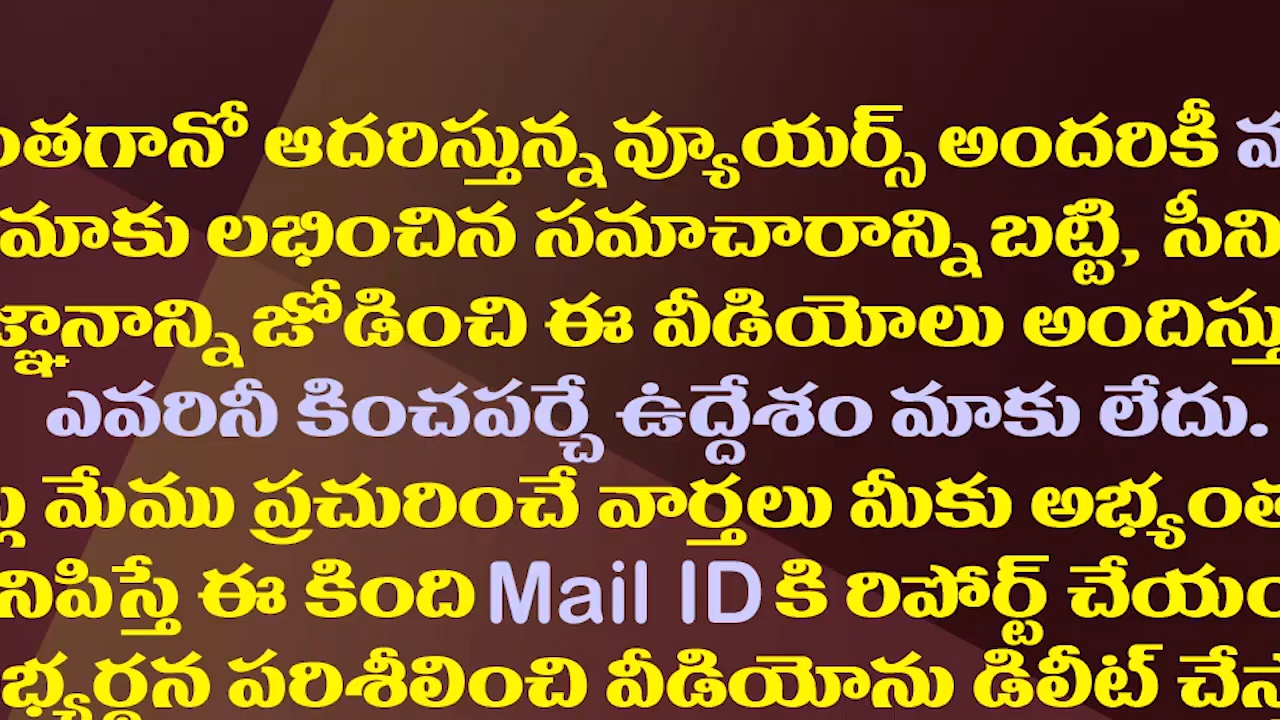 ంతగానో ఆదరిస్తున్న వ్యూయర్స్ అందరికీ
మాకు లభించిన సమాచారాన్ని బట్టి, సీని
జ్ఞానాన్ని జోడించి ఈ వీడియోలు అందిస్తు
ఎవరినీ కించపర్చే ఉద్దేశం మాకు లేదు.
మేము ప్రచురించే వార్తలు మీకు అభ్యంత
నిపిస్తే ఈ కింది Mail ID కి రిపోర్ట్ చేయం
భ్యర్థన పరిశీలించి వీడియోను డిలీట్ చేస